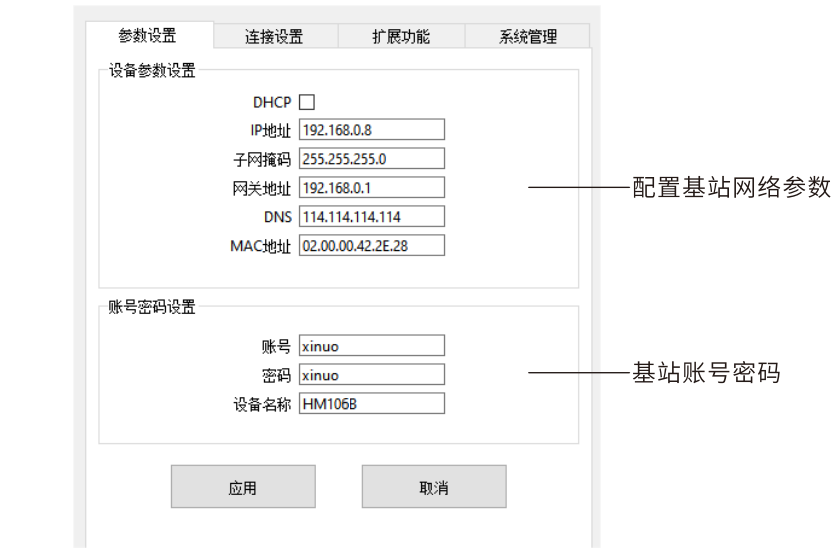 参数设置 连接设置 扩展功能 系统管理
设备参数设置
DHCP
IP地址 192.168.0.8
子网掩码 255.255.255.0
网关地址 192.168.0.1
配置基站网络参数
DNS 114.114.114.114
MAC地址 02.00.00.42.2E.28
账号密码设置
账号 xinuo
密码 xinuo
基站账号密码
设备名称 HM106B
应用 取消